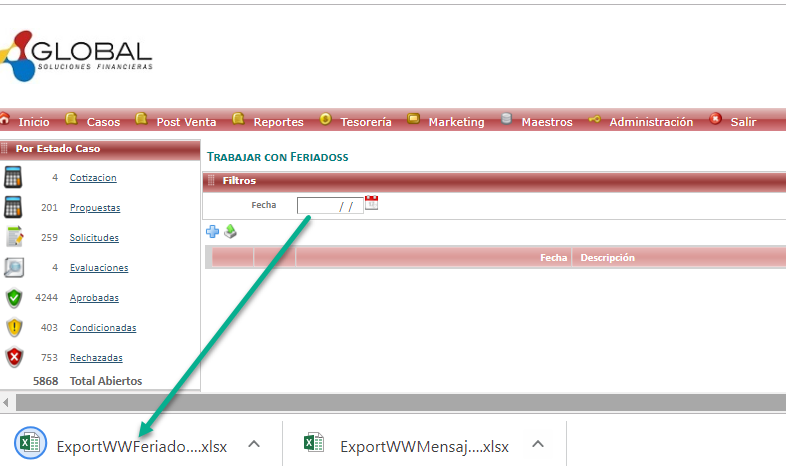 GLOBAL
SOLUCIONES FINANCIERAS
Inicio Casos Post Venta Reportes Tesorería Marketing Maestros Administración Salir
Por Estado Caso
4 Cotizacion
201 Propuestas
259 Solicitudes
4 Evaluaciones
4244 Aprobadas
403 Condicionadas
753 Rechazadas
5868 Total Abiertos
Trabajar con Feriadoss
Filtros
Fecha / /
Fecha Descripción
ExportWWFeriado....xlsx ExportWWMensaj....xlsx